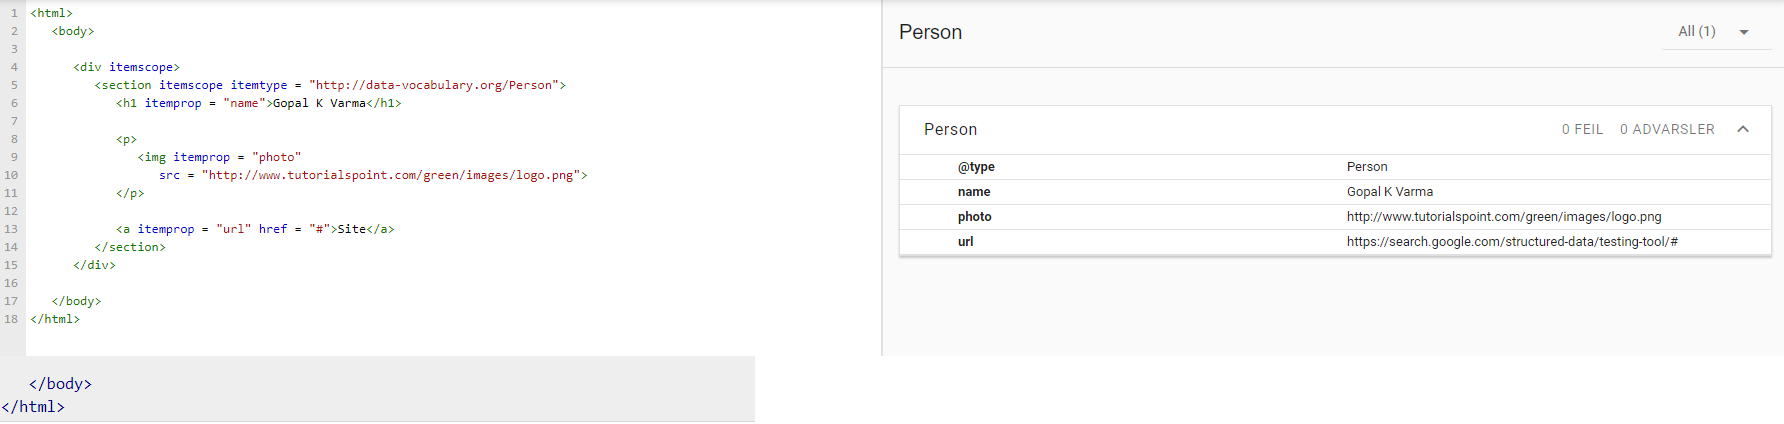 1 <html>
2 <body>
3
4 <div itemscope>
5 <section itemscope itemtype = "http://data-vocabulary.org/Person">
6 <h1 itemprop = "name">Gopal K Varma</h1>
7
8 <p>
9 <img itemprop = "photo"
10 src = "http://www.tutorialspoint.com/green/images/logo.png">
11 </p>
12
13 <a itemprop = "url" href = "#">Site</a>
14 </section>
15 </div>
16
17 </body>
18 </html>
</body>
</html>
Person
All (1)
Person
0 FEIL 0 ADVARSLER
@type Person
name Gopal K Varma
photo http://www.tutorialspoint.com/green/images/logo.png
url https://search.google.com/structured-data/testing-tool/#